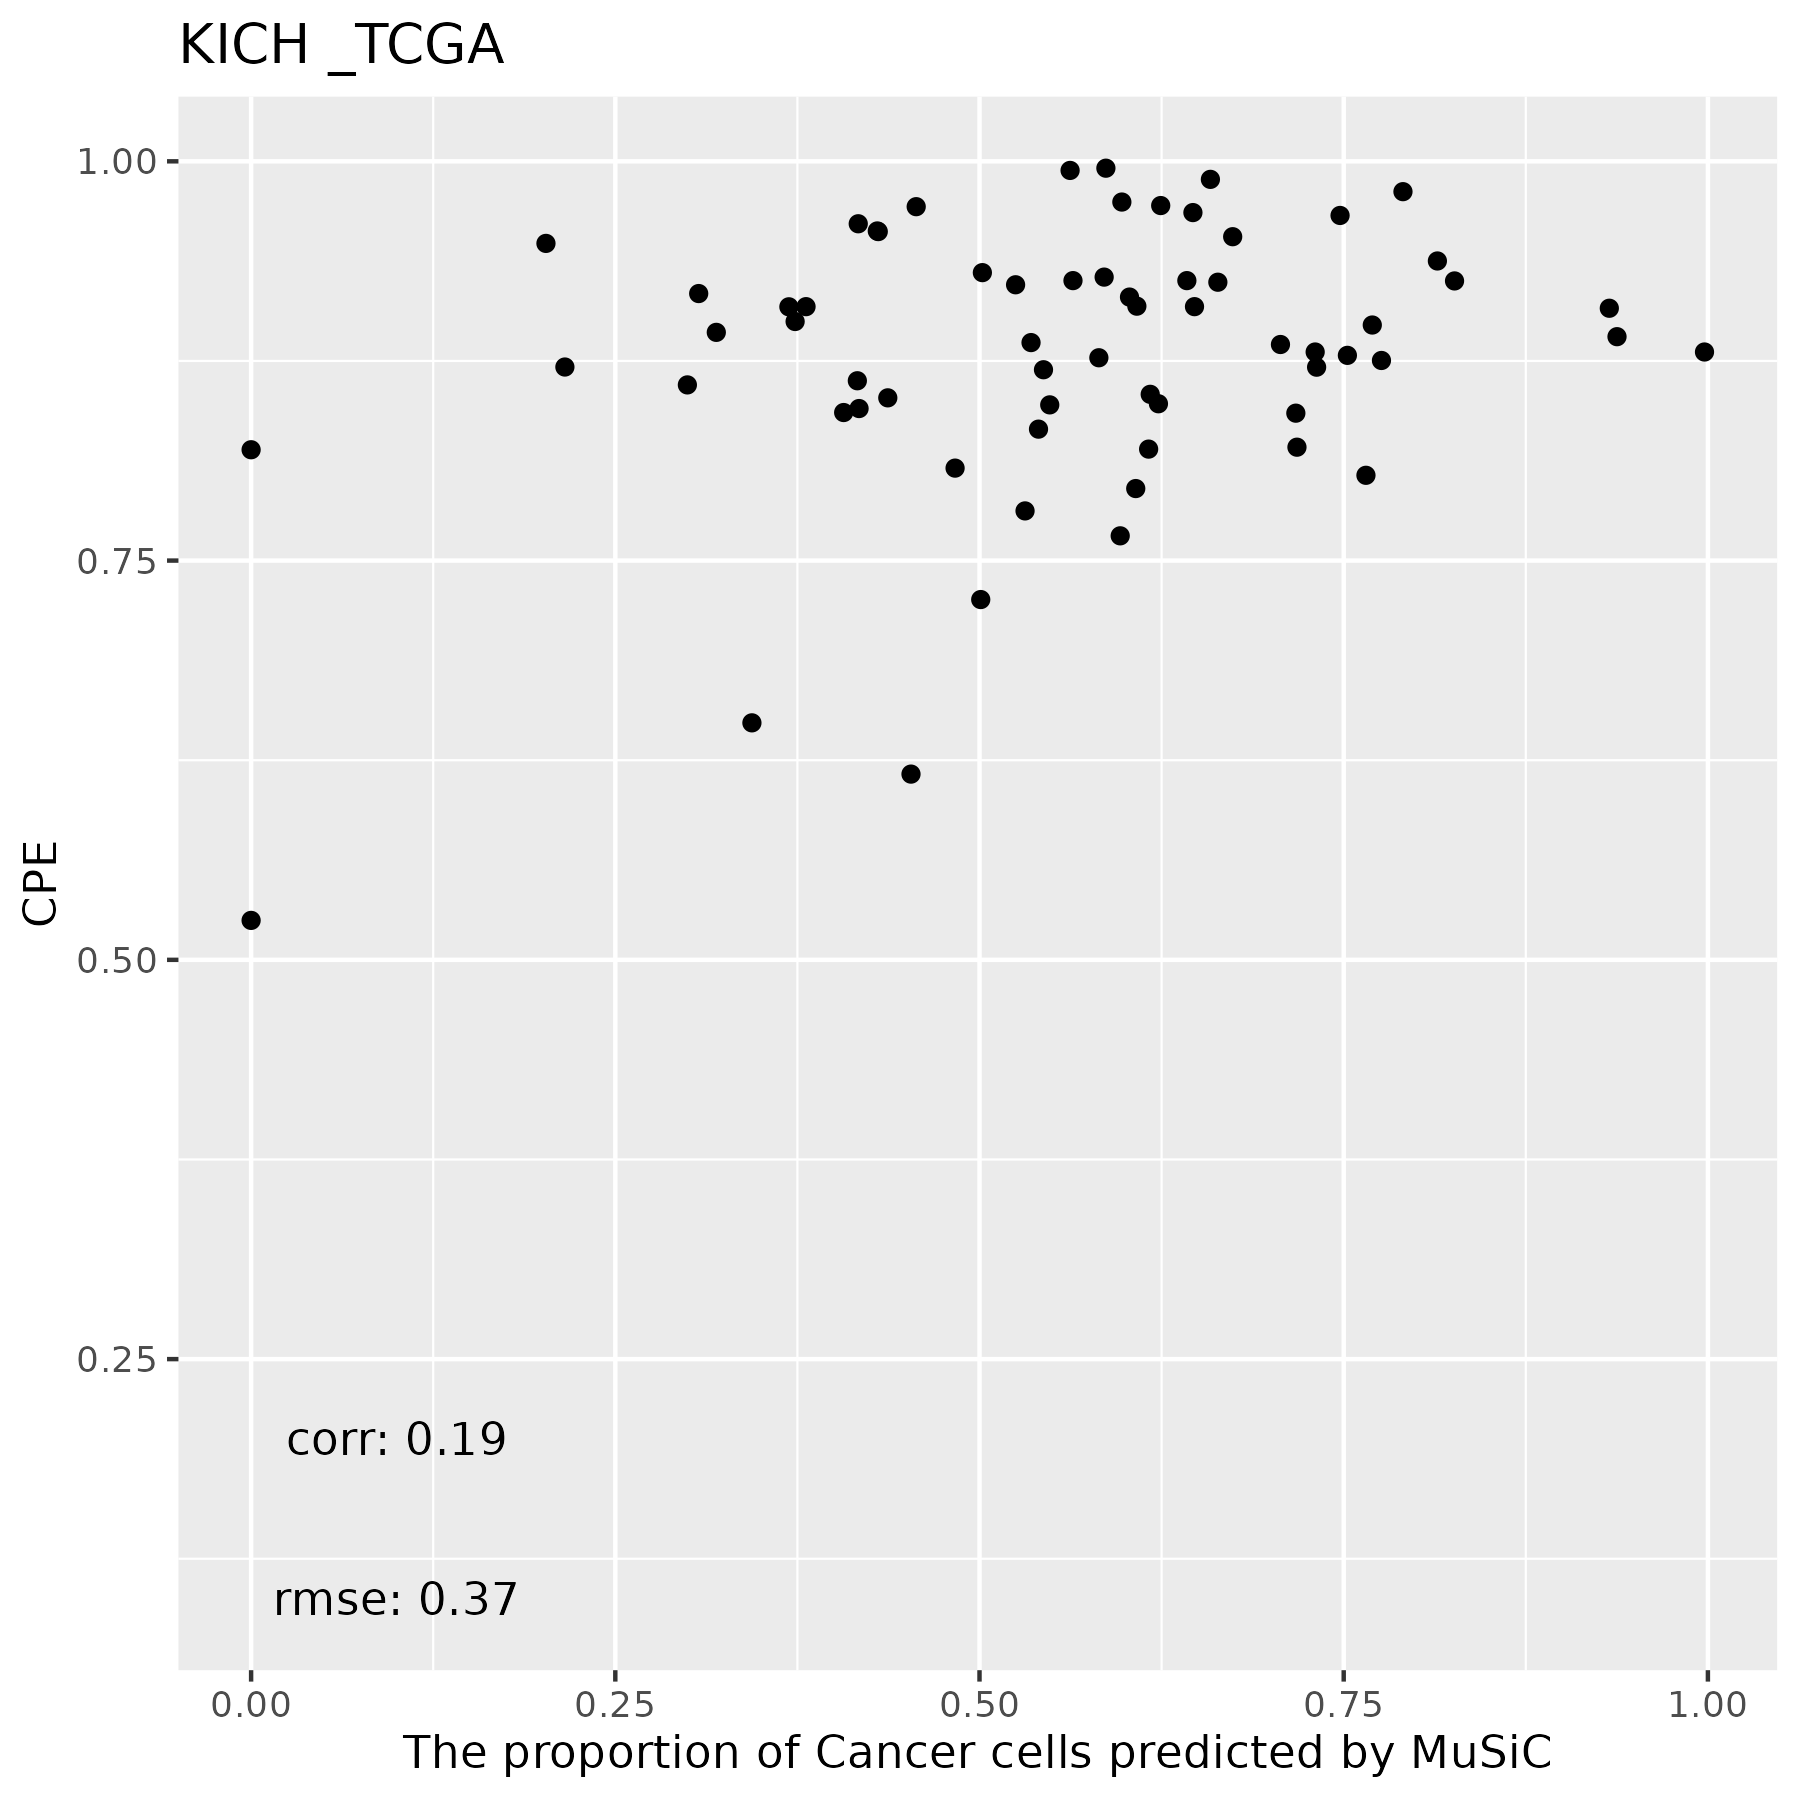 KICH _TCGA
1.00
0.75
0.50
0.25
CPE
corr: 0.19
rmse: 0.37
0.00 0.25 0.50 0.75 1.00
The proportion of Cancer cells predicted by MuSiC